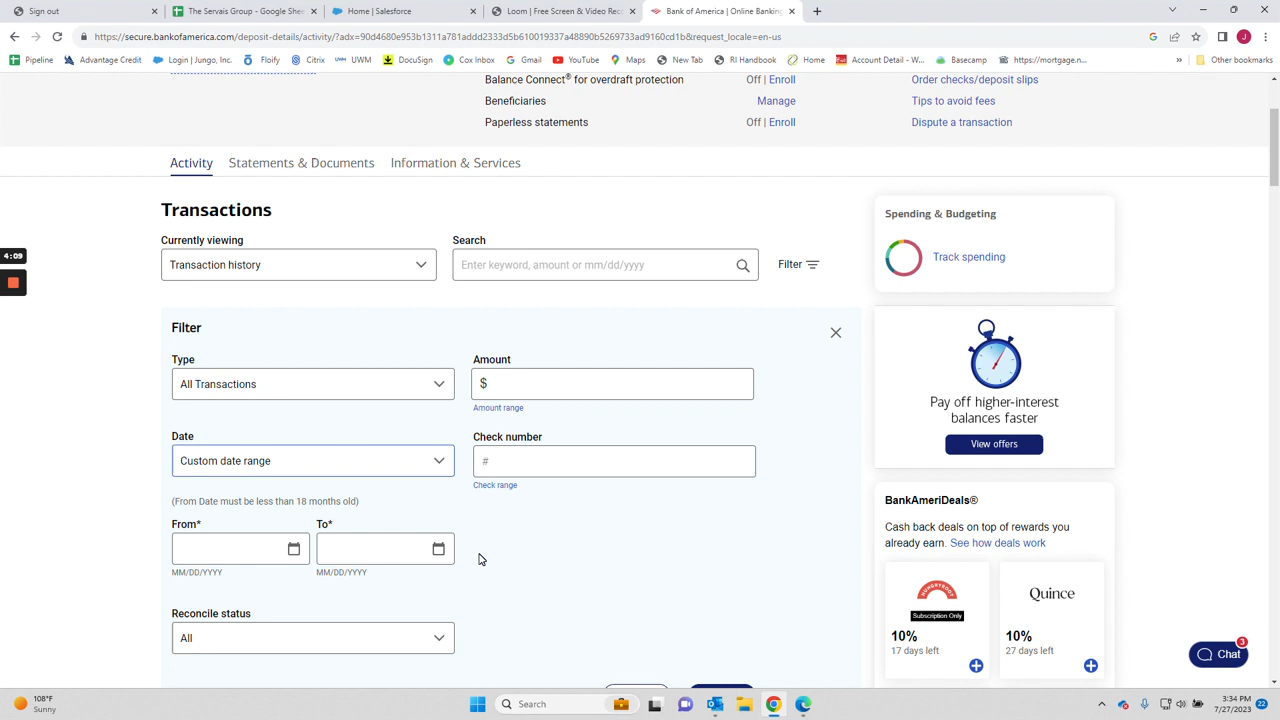 Sign out
The Servais Group - Google Shee
Home | Salesforce
Loom | Free Screen & Video Rec
Bank of America | Online Banking
https://secure.bankofamerica.com/deposit-details/activity/?adx=90d4680e953b1311a781addd2333d5b610019337a48890b5269733ad9160cd1b&request_locale=en-us
J
Pipeline
Advantage Credit
Login | Jungo, Inc.
Floify
Citrix
UWM
UWM
DocuSign
Cox Inbox
Gmail
YouTube
Maps
New Tab
RI Handbook
Home
Account Detail - W...
Basecamp
https://mortgage.n...
»
Other bookmarks
Balance Connect® for overdraft protection
Off | Enroll
Order checks/deposit slips
Beneficiaries
Manage
Tips to avoid fees
Paperless statements
Off | Enroll
Dispute a transaction
Activity
Statements & Documents
Information & Services
Transactions
Currently viewing
Search
Transaction history
Enter keyword, amount or mm/dd/yyyy
Filter
4:09
Filter
Type
Amount
All Transactions
$
Amount range
Date
Check number
Custom date range
#
Check range
(From Date must be less than 18 months old)
From*
To*
MM/DD/YYYY
MM/DD/YYYY
Reconcile status
All
Spending & Budgeting
Track spending
Pay off higher-interest
balances faster
View offers
BankAmeriDeals®
Cash back deals on top of rewards you
already earn. See how deals work
HUNGRYROOT
Subscription Only
10%
17 days left
Quince
10%
27 days left
Chat
3
108°F
Sunny
Search
3:34 PM
7/27/2023
22